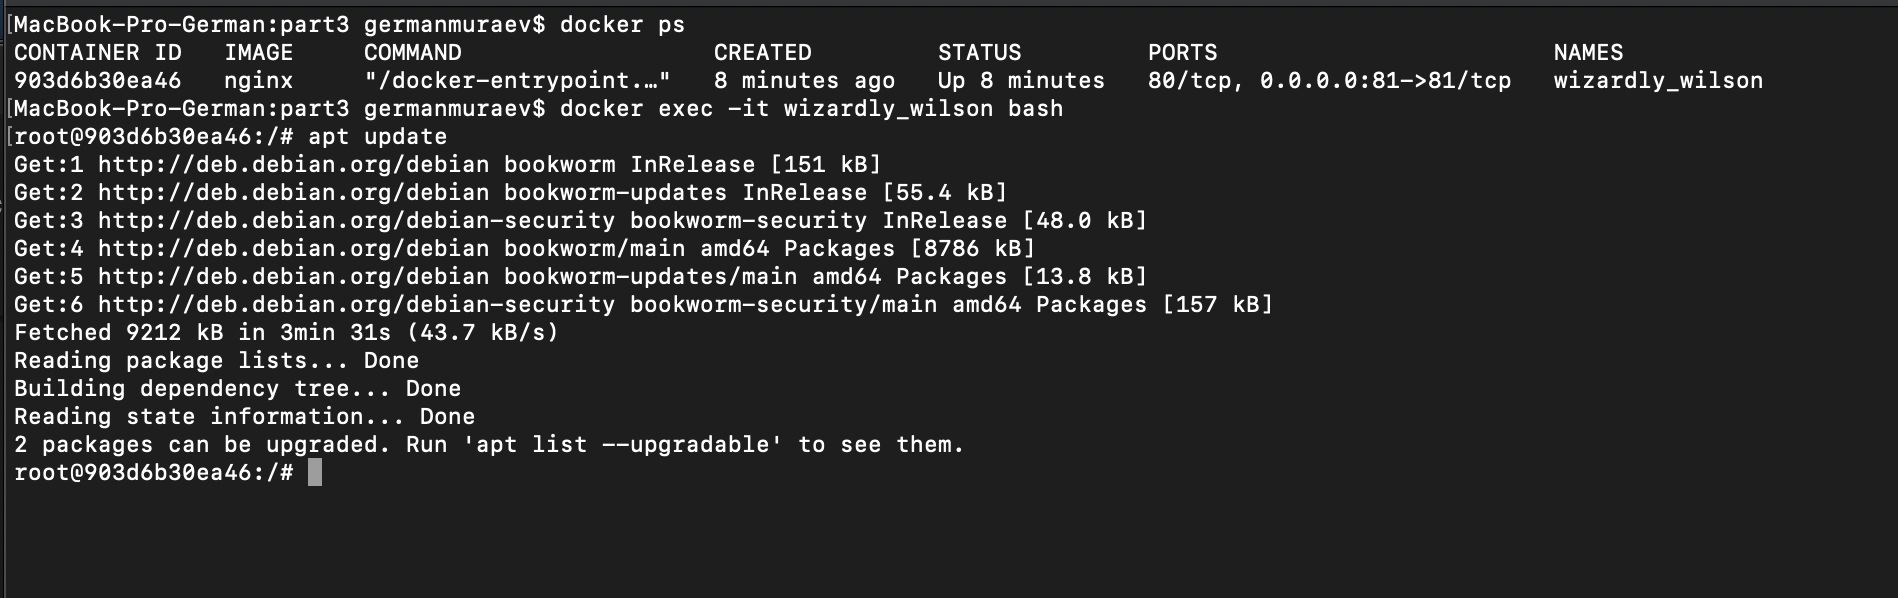 [MacBook-Pro-German:part3 germanmuraev$ docker ps
CONTAINER ID   IMAGE     COMMAND                  CREATED         STATUS         PORTS                        NAMES
903d6b30ea46   nginx     "/docker-entrypoint.…"   8 minutes ago   Up 8 minutes   80/tcp, 0.0.0.0:81->81/tcp   wizardly_wilson
[MacBook-Pro-German:part3 germanmuraev$ docker exec -it wizardly_wilson bash
[root@903d6b30ea46:/# apt update
Get:1 http://deb.debian.org/debian bookworm InRelease [151 kB]
Get:2 http://deb.debian.org/debian bookworm-updates InRelease [55.4 kB]
Get:3 http://deb.debian.org/debian-security bookworm-security InRelease [48.0 kB]
Get:4 http://deb.debian.org/debian bookworm/main amd64 Packages [8786 kB]
Get:5 http://deb.debian.org/debian bookworm-updates/main amd64 Packages [13.8 kB]
Get:6 http://deb.debian.org/debian-security bookworm-security/main amd64 Packages [157 kB]
Fetched 9212 kB in 3min 31s (43.7 kB/s)
Reading package lists... Done
Building dependency tree... Done
Reading state information... Done
2 packages can be upgraded. Run 'apt list --upgradable' to see them.
root@903d6b30ea46:/#